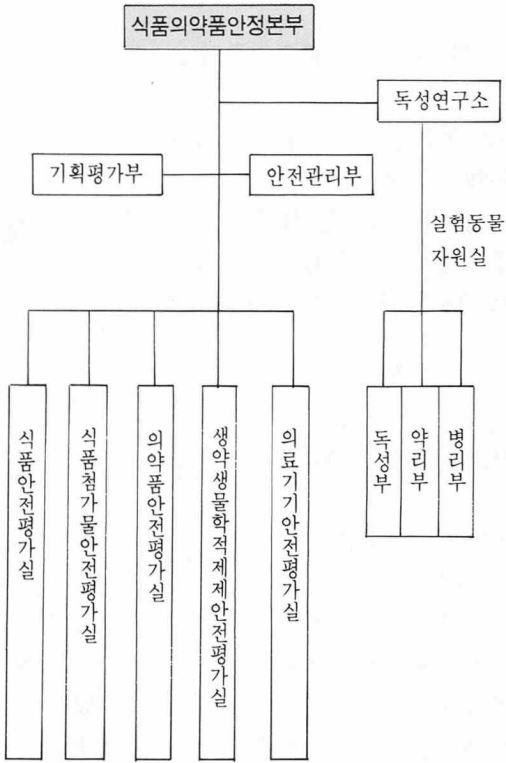 식품의약품안정본부
독성연구소
기획평가부
안전관리부
실험동물
자원실
식품안전평가실
식품첨가물안전평가실
의약품안전평가실
생약생물학적제제안전평가실
의료기기안전평가실
독성부
약리부
병리부